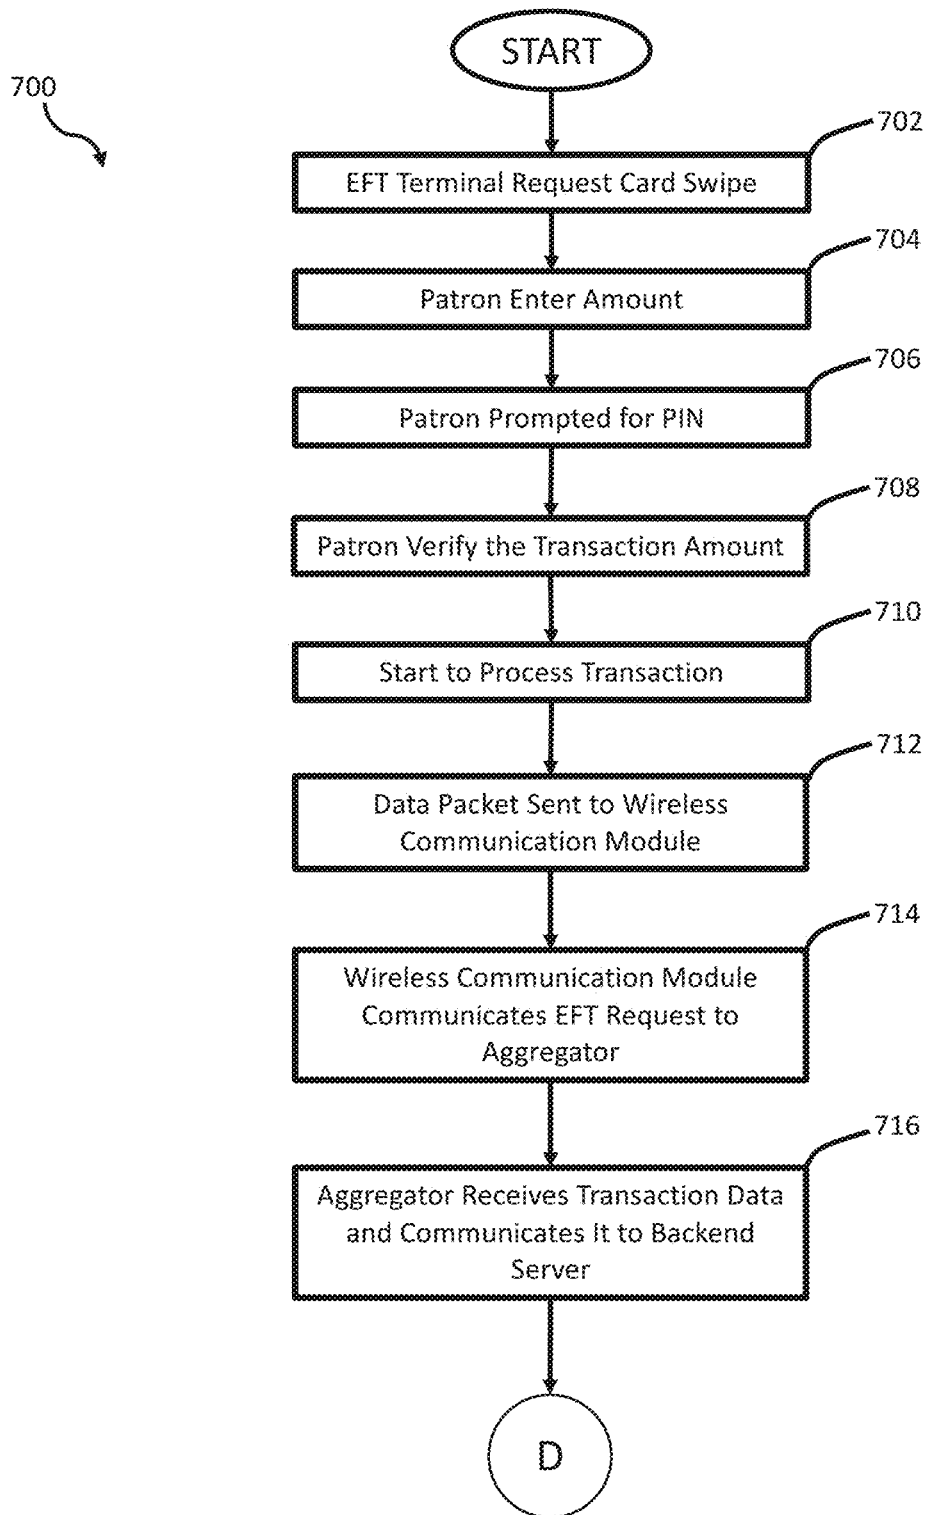 START
700
702
EFT Terminal Request Card Swipe
704
Patron Enter Amount
706
Patron Prompted for PIN
708
Patron Verify the Transaction Amount
710
Start to Process Transaction
712
Data Packet Sent to Wireless
Communication Module
714
Wireless Communication Module
Communicates EFT Request to
Aggregator
716
Aggregator Receives Transaction Data
and Communicates It to Backend
Server
D